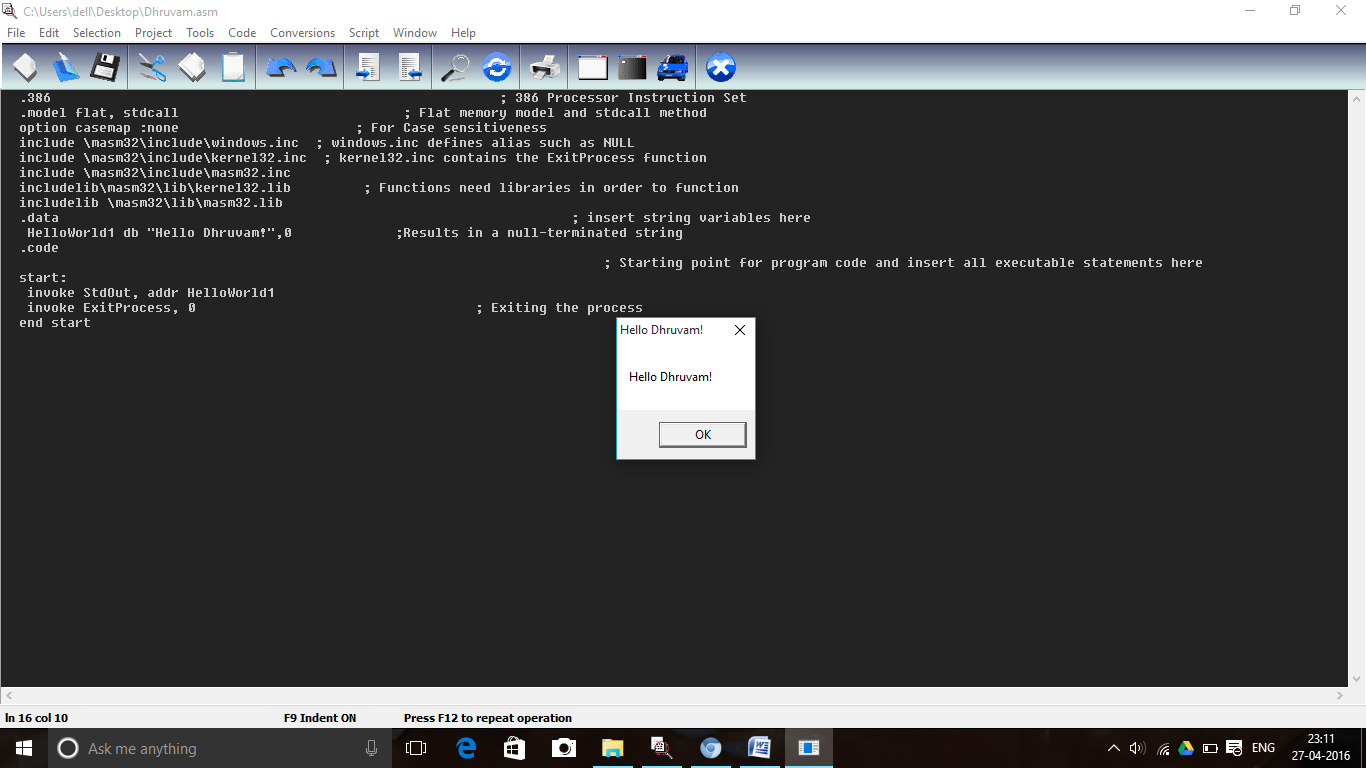 C:\Users\dell\Desktop\Dhruvam.asm
File Edit Selection Project Tools Code Conversions Script Window Help
.386 ; 386 Processor Instruction Set
.model flat, stdcall ; Flat memory model and stdcall method
option casemap :none ; For Case sensitiveness
include \masm32\include\windows.inc ; windows.inc defines alias such as NULL
include \masm32\include\kernel32.inc ; kernel32.inc contains the ExitProcess function
include \masm32\include\masm32.inc
includelib\masm32\lib\kernel32.lib ; Functions need libraries in order to function
includelib \masm32\lib\masm32.lib
.data ; insert string variables here
HelloWorld1 db "Hello Dhruvam!",0 ;Results in a null-terminated string
.code
; Starting point for program code and insert all executable statements here
start:
invoke StdOut, addr HelloWorld1
invoke ExitProcess, 0 ; Exiting the process
end start
Hello Dhruvam!
Hello Dhruvam!
OK
ln 16 col 10 F9 Indent ON Press F12 to repeat operation
Ask me anything
ENG
23:11
27-04-2016